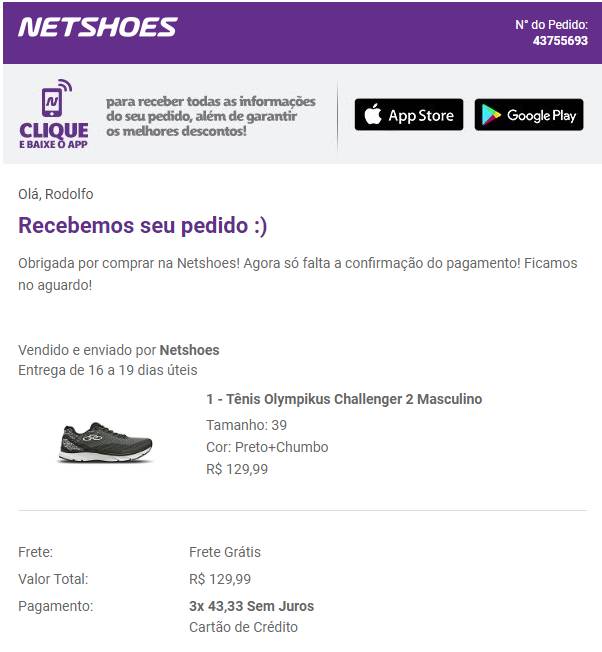 NETSHOES
N° do Pedido:
43755693
CLIQUE
E BAIXE O APP
para receber todas as informações
do seu pedido, além de garantir
os melhores descontos!
App Store
Google Play
Olá, Rodolfo
Recebemos seu pedido :)
Obrigada por comprar na Netshoes! Agora só falta a confirmação do pagamento! Ficamos
no aguardo!
Vendido e enviado por Netshoes
Entrega de 16 a 19 dias úteis
1 - Tênis Olympikus Challenger 2 Masculino
Tamanho: 39
Cor: Preto+Chumbo
R$ 129,99
Frete: Frete Grátis
Valor Total: R$ 129,99
Pagamento: 3x 43,33 Sem Juros
Cartão de Crédito